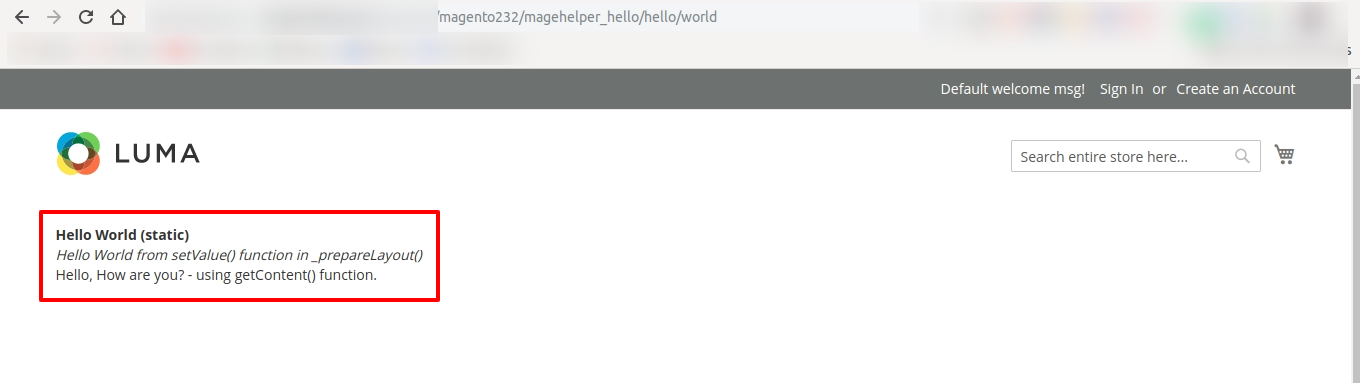 /magento232/magehelper_hello/hello/world
Default welcome msg! Sign In or Create an Account
LUMA
Search entire store here...
Hello World (static)
Hello World from setValue() function in _prepareLayout()
Hello, How are you? - using getContent() function.